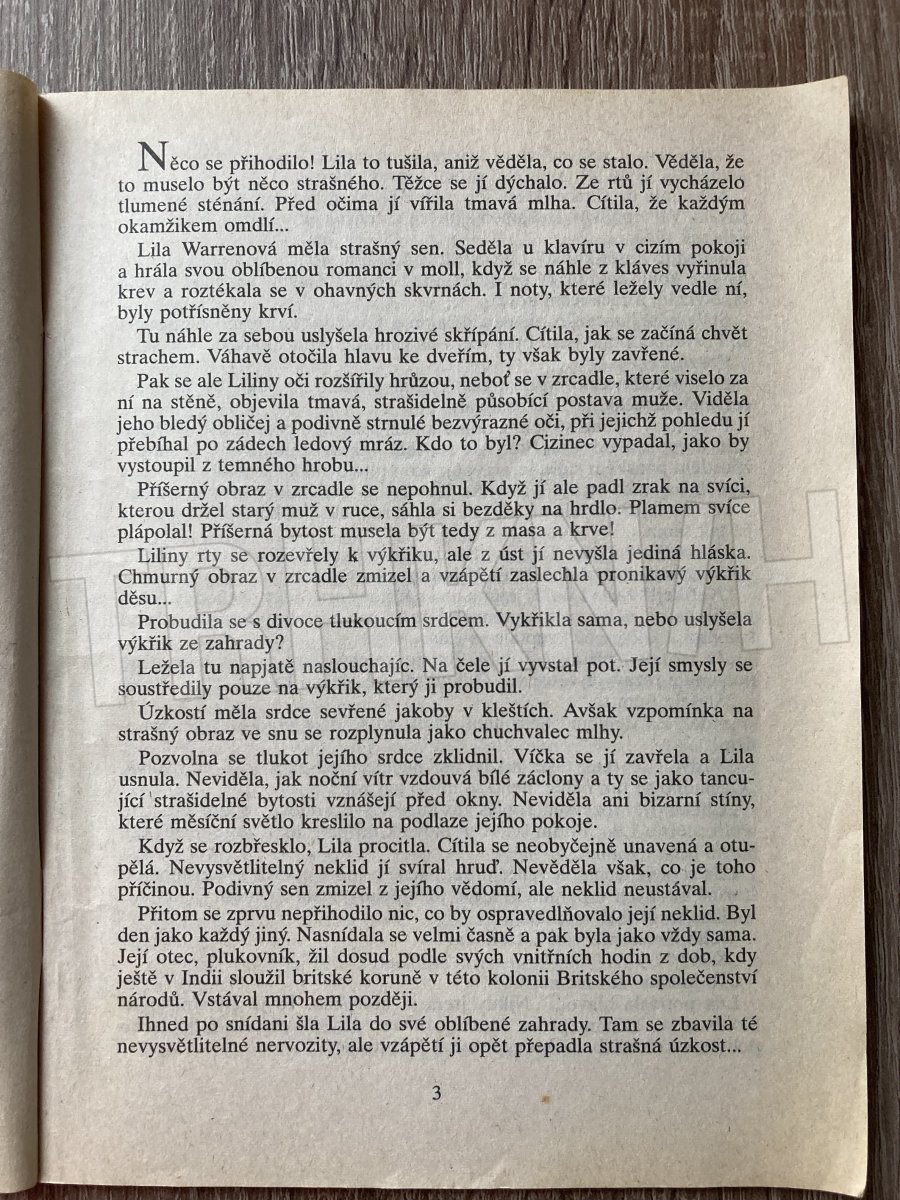 Něco se přihodilo! Lila to tušila, aniž věděla, co se stalo. Věděla, že
to muselo být něco strašného. Těžce se jí dýchalo. Ze rtů jí vycházelo
tlumené sténání. Před očima jí vířila tmavá mlha. Cítila, že každým
okamžikem omdlí...
Lila Warrenová měla strašný sen. Seděla u klavíru v cizím pokoji
a hrála svou oblíbenou romanci v moll, když se náhle z kláves vyřinula
krev a roztékala se v ohavných skvrnách. I noty, které ležely vedle ní,
byly potřísněny krví.
Tu náhle za sebou uslyšela hrozivé skřípání. Cítila, jak se začíná chvět
strachem. Váhavě otočila hlavu ke dveřím, ty však byly zavřené.
Pak se ale Liliny oči rozšířily hrůzou, neboť se v zrcadle, které viselo za
ní na stěně, objevila tmavá, strašidelně působící postava muže. Viděla
jeho bledý obličej a podivně strnulé bezvýrazné oči, při jejichž pohledu jí
přebíhal po zádech ledový mráz. Kdo to byl? Cizinec vypadal, jako by
vystoupil z temného hrobu...
Příšerný obraz v zrcadle se nepohnul. Když jí ale padl zrak na svíci,
kterou držel starý muž v ruce, sáhla si bezděky na hrdlo. Plamem svíce
plápolal! Příšerná bytost musela být tedy z masa a krve!
Liliny rty se rozevřely k výkřiku, ale z úst jí nevyšla jediná hláska.
Chmurný obraz v zrcadle zmizel a vzápětí zaslechla pronikavý výkřik
děsu...
Probudila se s divoce tlukoucím srdcem. Vykřikla sama, nebo uslyšela
výkřik ze zahrady?
Ležela tu napjatě naslouchajíc. Na čele jí vyvstal pot. Její smysly se
soustředily pouze na výkřik, který ji probudil.
Úzkostí měla srdce sevřené jakoby v kleštích. Avšak vzpomínka na
strašný obraz ve snu se rozplynula jako chuchvalec mlhy.
Pozvolna se tlukot jejího srdce zklidnil. Víčka se jí zavřela a Lila
usnula. Neviděla, jak noční vítr vzdouvá bílé záclony a ty se jako tancu-
jící strašidelné bytosti vznášejí před okny. Neviděla ani bizarní stíny,
které měsíční světlo kreslilo na podlaze jejího pokoje.
Když se rozbřesklo, Lila procitla. Cítila se neobyčejně unavená a otu-
pělá. Nevysvětlitelný neklid jí svíral hruď. Nevěděla však, co je toho
příčinou. Podivný sen zmizel z jejího vědomí, ale neklid neustával.
Přitom se zprvu nepřihodilo nic, co by ospravedlňovalo její neklid. Byl
den jako každý jiný. Nasnídala se velmi časně a pak byla jako vždy sama.
Její otec, plukovník, žil dosud podle svých vnitřních hodin z dob, kdy
ještě v Indii sloužil britské koruně v této kolonii Britského společenství
národů. Vstával mnohem později.
Ihned po snídani šla Lila do své oblíbené zahrady. Tam se zbavila té
nevysvětlitelné nervozity, ale vzápětí ji opět přepadla strašná úzkost...
3